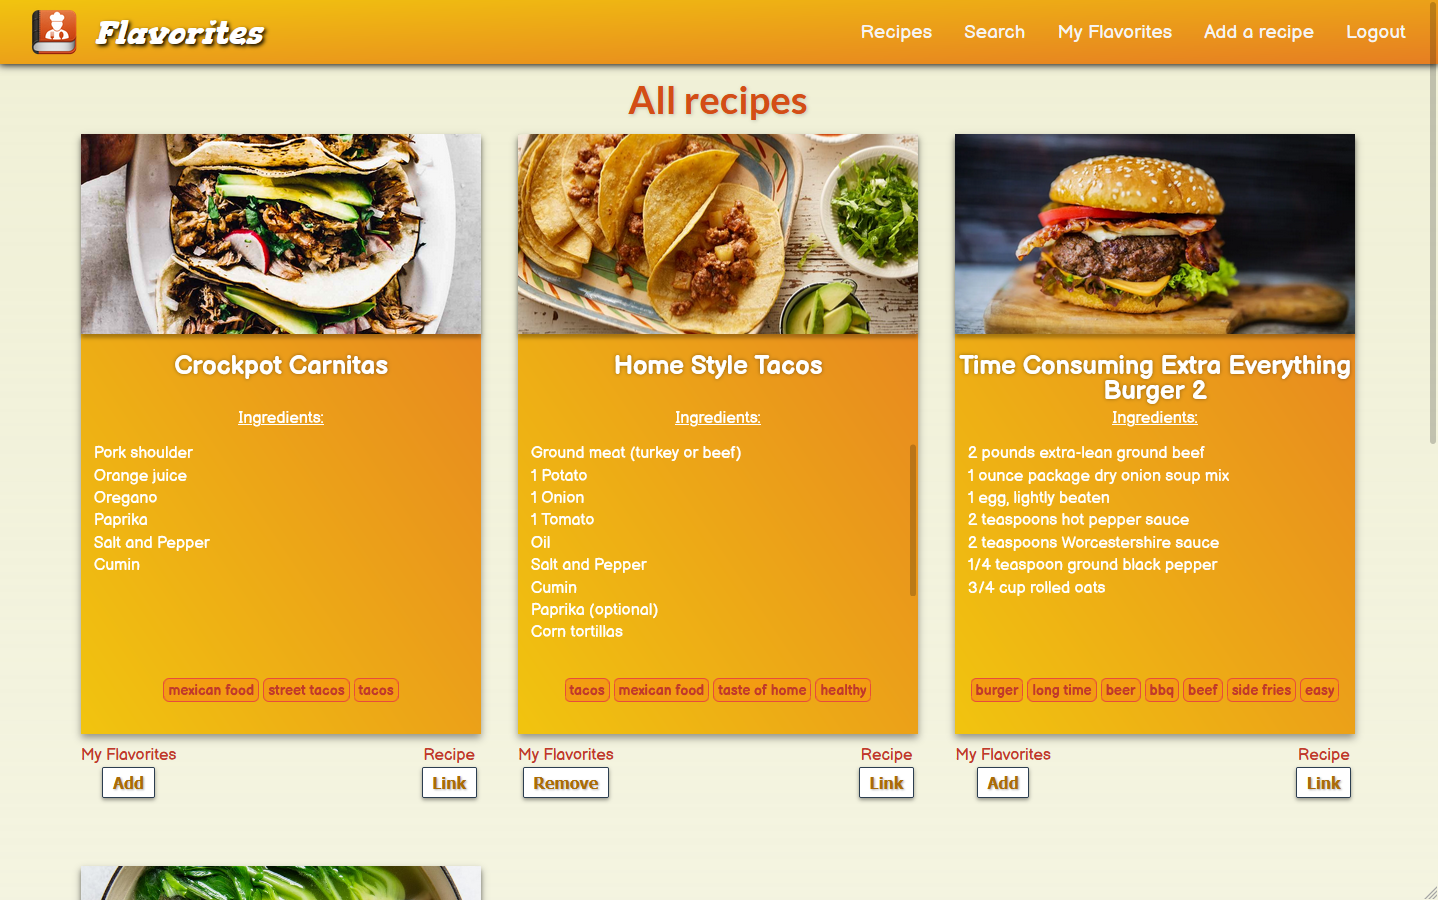 Flavorites
Recipes
Search
My Flavorites
Add a recipe
Logout
All recipes
Crockpot Carnitas
Ingredients:
Pork shoulder
Orange juice
Oregano
Paprika
Salt and Pepper
Cumin
mexican food
street tacos
tacos
My Flavorites
Recipe
Add
Link
Home Style Tacos
Ingredients:
Ground meat (turkey or beef)
1 Potato
1 Onion
1 Tomato
Oil
Salt and Pepper
Cumin
Paprika (optional)
Corn tortillas
tacos
mexican food
taste of home
healthy
My Flavorites
Recipe
Remove
Link
Time Consuming Extra Everything
Burger 2
Ingredients:
2 pounds extra-lean ground beef
1 ounce package dry onion soup mix
1 egg, lightly beaten
2 teaspoons hot pepper sauce
2 teaspoons Worcestershire sauce
1/4 teaspoon ground black pepper
3/4 cup rolled oats
burger
long time
beer
bbq
beef
side fries
easy
My Flavorites
Recipe
Add
Link